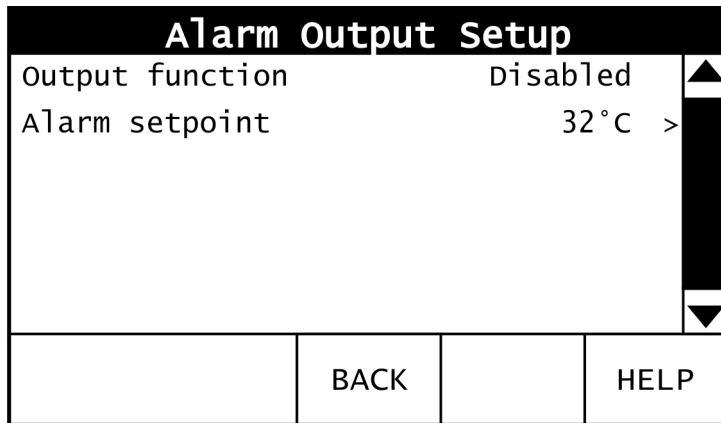 Alarm Output Setup
Output function Disabled
Alarm setpoint 32°C >
BACK HELP